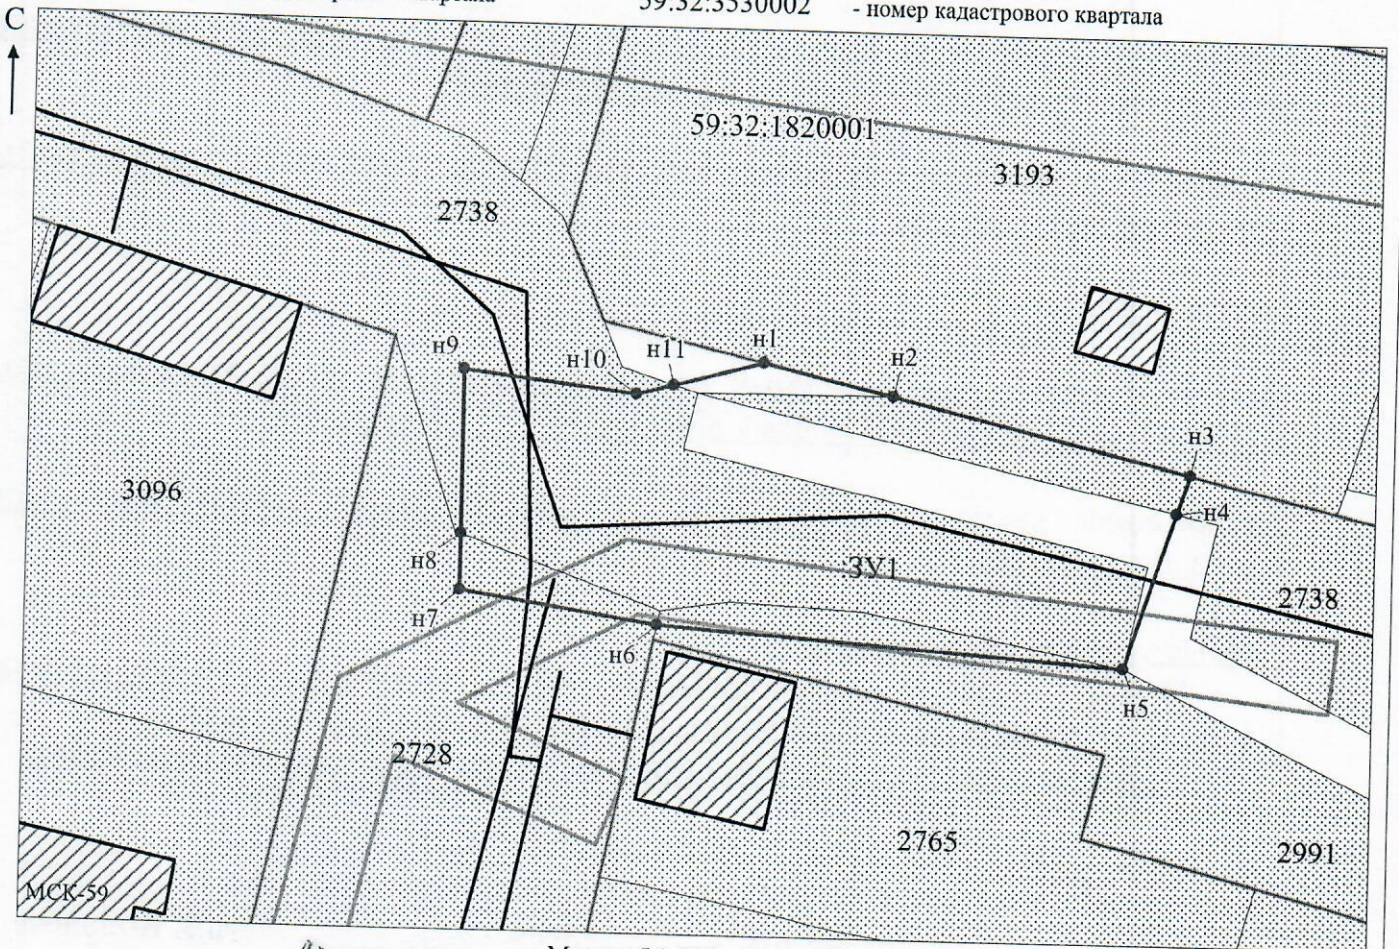 59:32:3530002 - номер кадастрового квартала
С
59:32:1820001
3193
2738
н1
н11
н10
н9
н2
н3
3096
н4
н8
:ЗУ1
2738
н7
н6
н5
2728
2765
2991
МСК-59